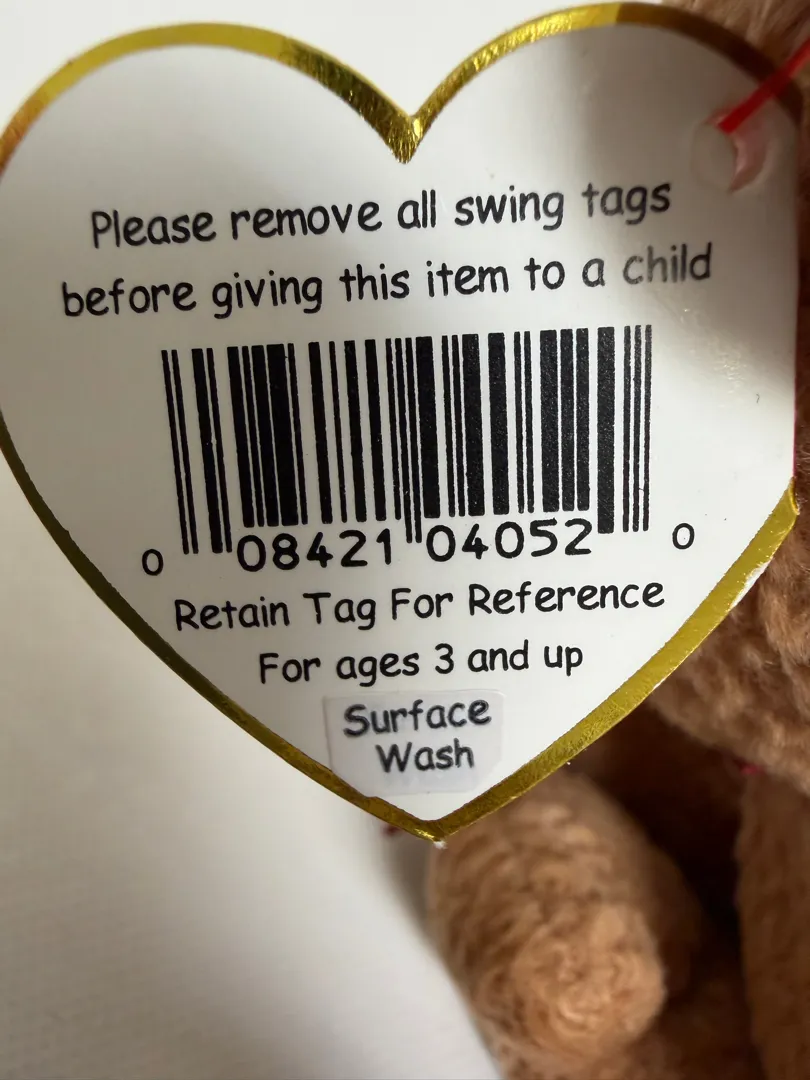 Please remove all swing tags
before giving this item to a child
0 08421 04052 0
Retain Tag For Reference
For ages 3 and up
Surface
Wash